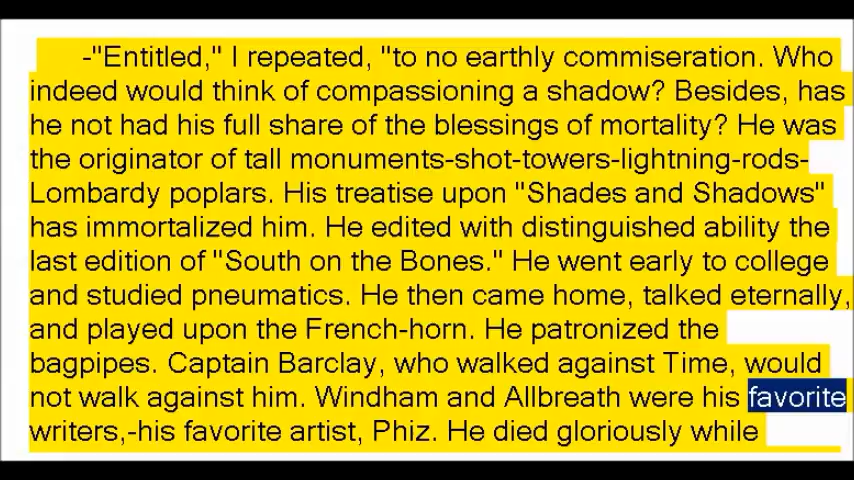 -"Entitled," I repeated, "to no earthly commiseration. Who
indeed would think of compassioning a shadow? Besides, has
he not had his full share of the blessings of mortality? He was
the originator of tall monuments-shot-towers-lightning-rods-
Lombardy poplars. His treatise upon "Shades and Shadows"
has immortalized him. He edited with distinguished ability the
last edition of "South on the Bones." He went early to college
and studied pneumatics. He then came home, talked eternally,
and played upon the French-horn. He patronized the
bagpipes. Captain Barclay, who walked against Time, would
not walk against him. Windham and Allbreath were his favorite
writers,-his favorite artist, Phiz. He died gloriously while